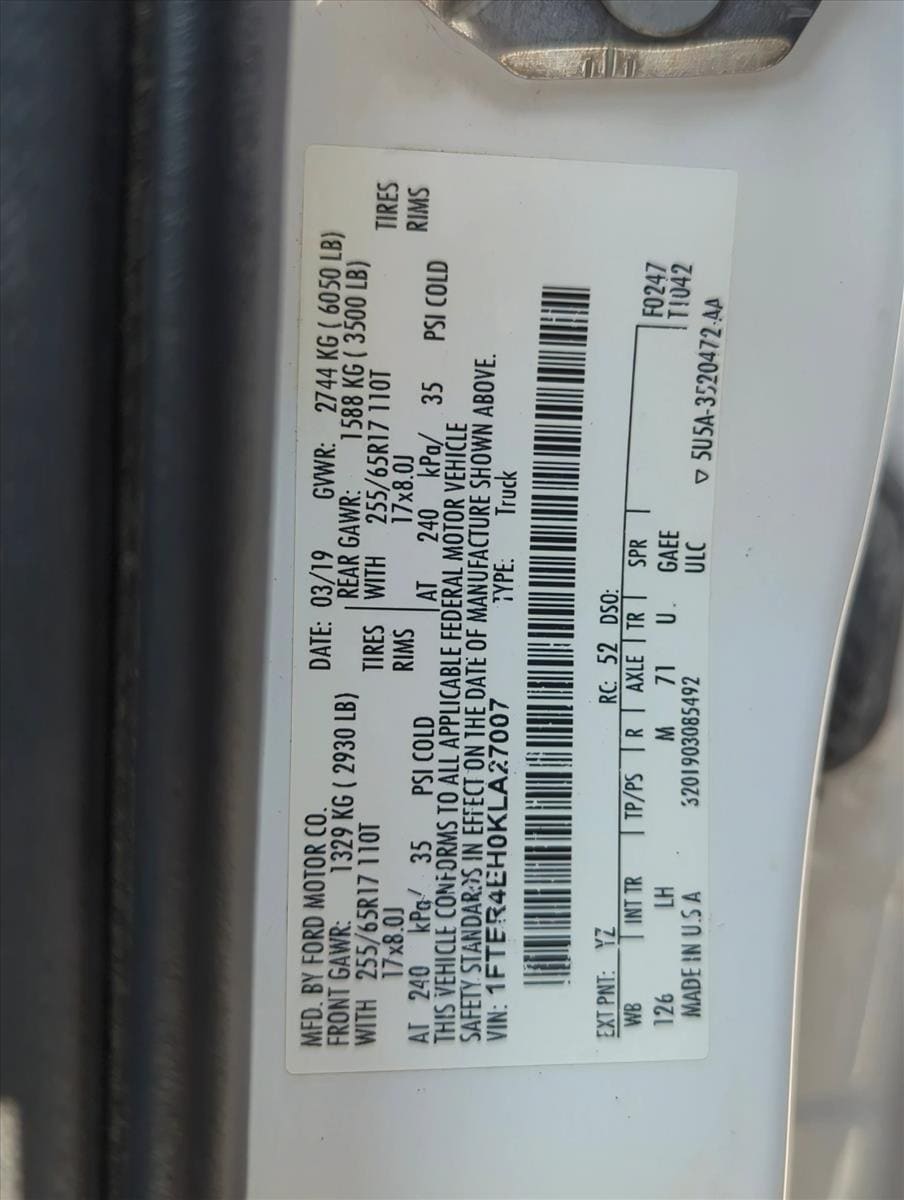 MFD. BY FORD MOTOR CO. DATE: 03/19 GVWR: 2744 KG ( 6050 LB)
FRONT GAWR: 1329 KG ( 2930 LB) REAR GAWR: 1588 KG ( 3500 LB)
WITH 255/65R17 110T TIRES WITH 255/65R17 110T TIRES
17x8.0J RIMS 17x8.0J RIMS
AT 240 kPa/ 35 PSI COLD AT 240 kPa/ 35 PSI COLD
THIS VEHICLE CONFORMS TO ALL APPLICABLE FEDERAL MOTOR VEHICLE
SAFETY STANDARDS IN EFFECT ON THE DATE OF MANUFACTURE SHOWN ABOVE.
VIN: 1FTER4EH0KLA27007 TYPE: Truck
EXT PNT: YZ RC: 52 DSO:
WB INT TR TP/PS R AXLE TR SPR F0247
126 LH M 71 U. GAEE T1042
MADE IN U.S A 3201903085492 ULC ▽ 5U5A-3520472-AA